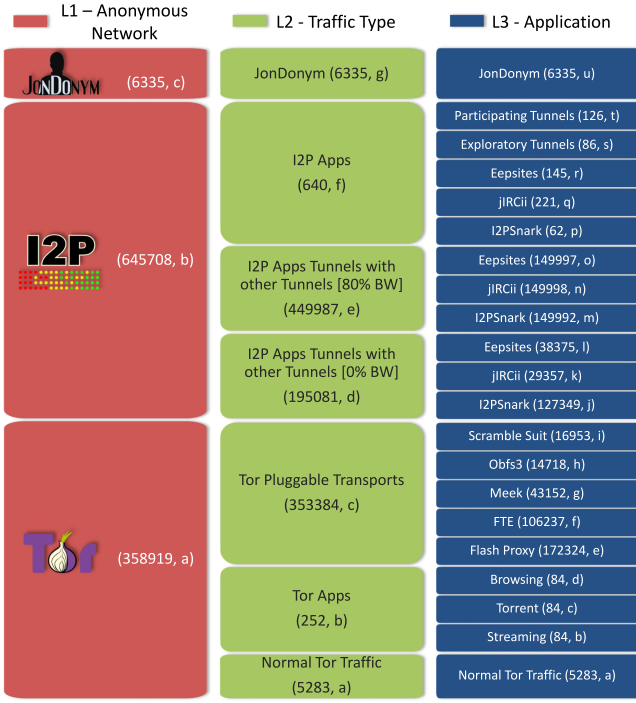 L1 – Anonymous
Network
L2 - Traffic Type
L3 - Application
JonDonym
(6335, c)
JonDonym (6335, g)
JonDonym (6335, u)
I2P
(645708, b)
I2P Apps
(640, f)
Participating Tunnels (126, t)
Exploratory Tunnels (86, s)
Eepsites (145, r)
jIRCii (221, q)
I2PSnark (62, p)
I2P Apps Tunnels with
other Tunnels [80% BW]
(449987, e)
Eepsites (149997, o)
jIRCii (149998, n)
I2PSnark (149992, m)
I2P Apps Tunnels with
other Tunnels [0% BW]
(195081, d)
Eepsites (38375, l)
jIRCii (29357, k)
I2PSnark (127349, j)
Tor
(358919, a)
Tor Pluggable Transports
(353384, c)
Scramble Suit (16953, i)
Obfs3 (14718, h)
Meek (43152, g)
FTE (106237, f)
Flash Proxy (172324, e)
Tor Apps
(252, b)
Browsing (84, d)
Torrent (84, c)
Streaming (84, b)
Normal Tor Traffic
(5283, a)
Normal Tor Traffic (5283, a)